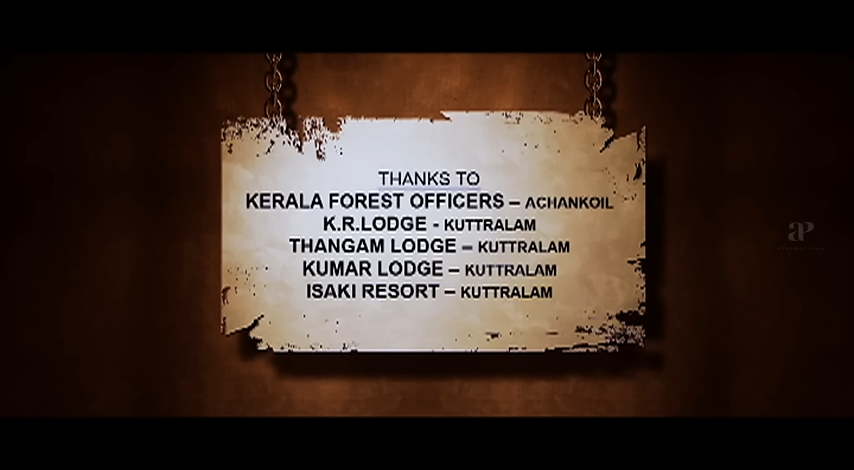 THANKS TO
KERALA FOREST OFFICERS – ACHANKOIL
K.R.LODGE - KUTTRALAM
THANGAM LODGE – KUTTRALAM
KUMAR LODGE – KUTTRALAM
ISAKI RESORT – KUTTRALAM